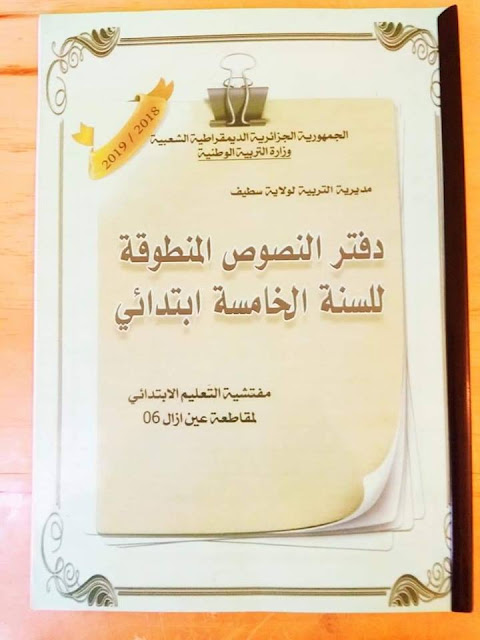 2019 / 2018
الجمهورية الجزائرية الديمقراطية الشعبية
وزارة التربية الوطنية
مديرية التربية لولاية سطيف
دفتر النصوص المنطوقة
للسنة الخامسة ابتدائي
مفتشية التعليم الابتدائي
لمقاطعة عين ازال 06